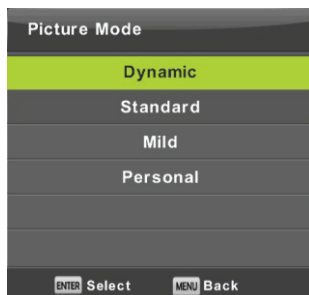 Picture Mode
Dynamic
Standard
Mild
Personal
ENTER Select MENU Back